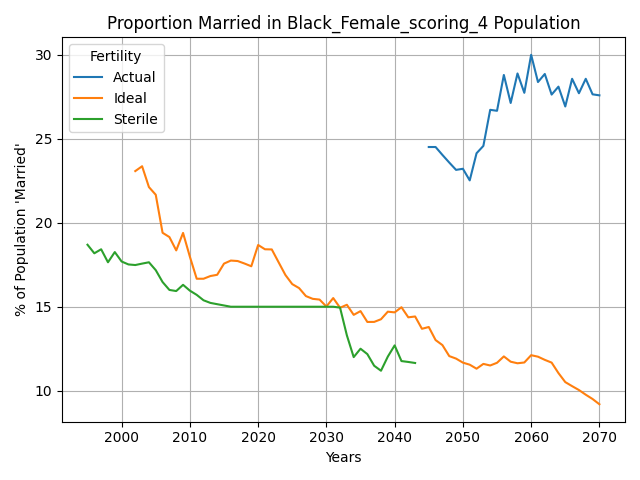 Proportion Married in Black_Female_scoring_4 Population
Fertility
Actual
Ideal
Sterile
% of Population 'Married'
30
25
20
15
10
2000 2010 2020 2030 2040 2050 2060 2070
Years